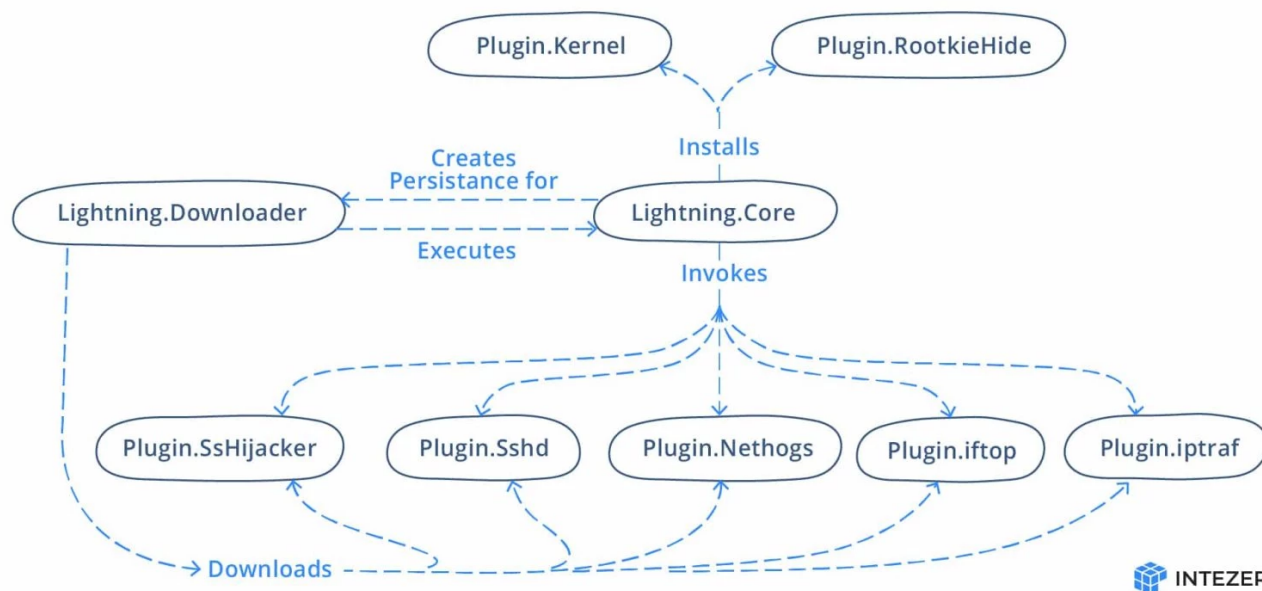 Plugin.Kernel
Plugin.RootkieHide
Installs
Creates
Persistance for
Lightning.Downloader
Lightning.Core
Executes
Invokes
Plugin.SsHijacker
Plugin.Sshd
Plugin.Nethogs
Plugin.iftop
Plugin.iptraf
Downloads
INTEZER